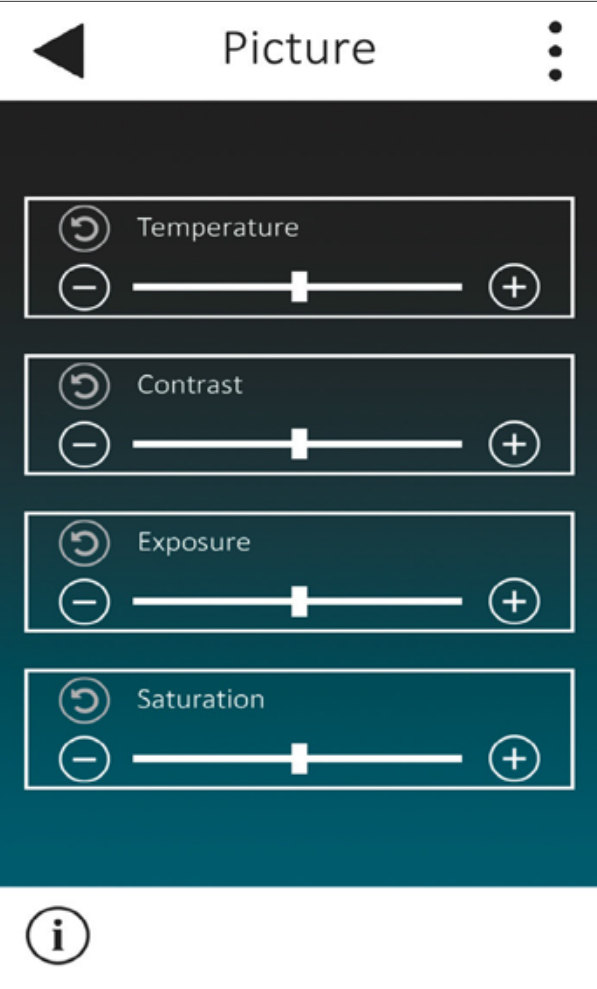 Picture
Temperature
Contrast
Exposure
Saturation
i